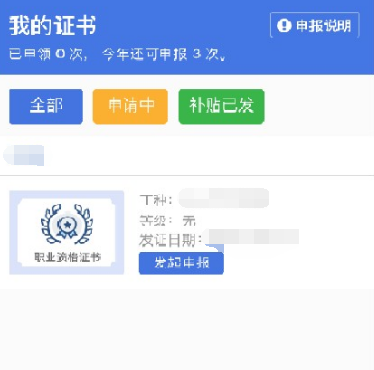 我的证书
申报说明
已申领 0 次， 今年还可申报 3 次。
全部
申请中
补贴已发
职业资格证书
工种：
等级： 无
发证日期：
发起申报